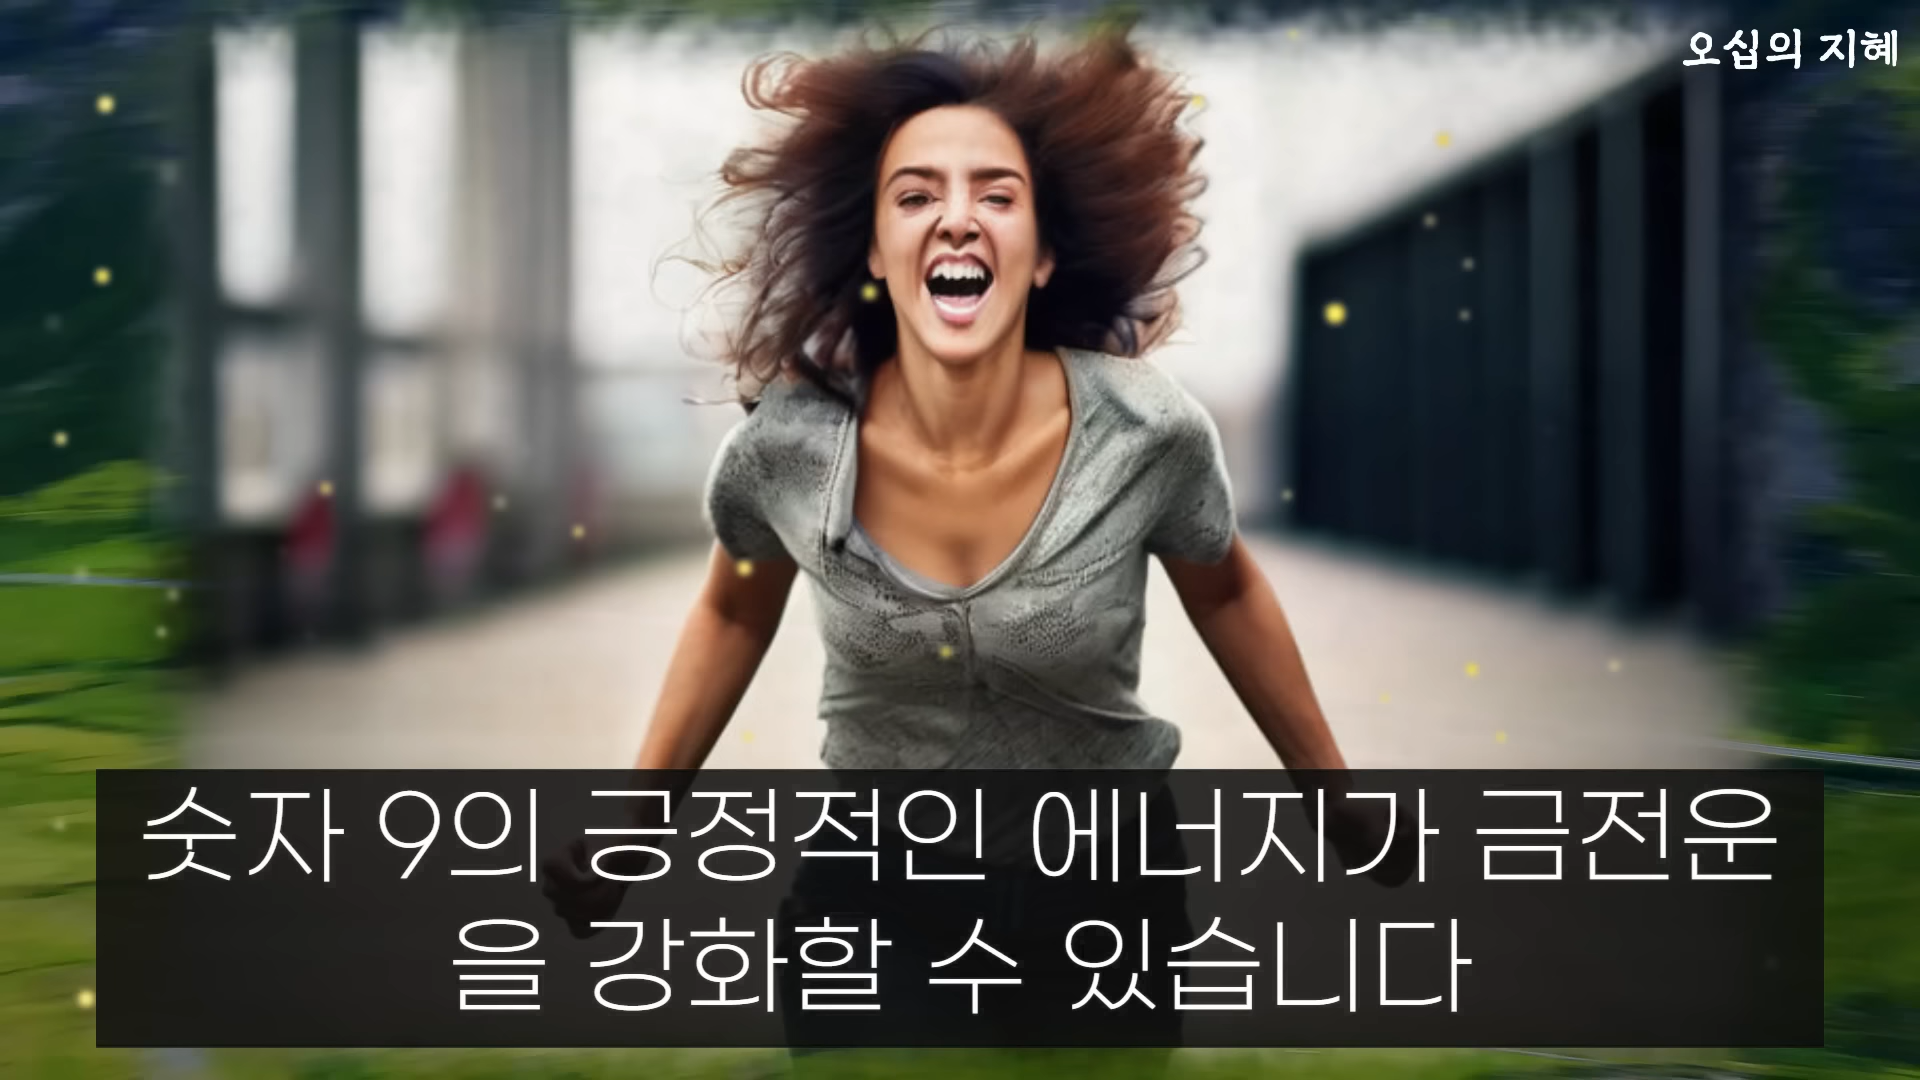 오십의 지혜
숫자 9의 긍정적인 에너지가 금전운
을 강화할 수 있습니다